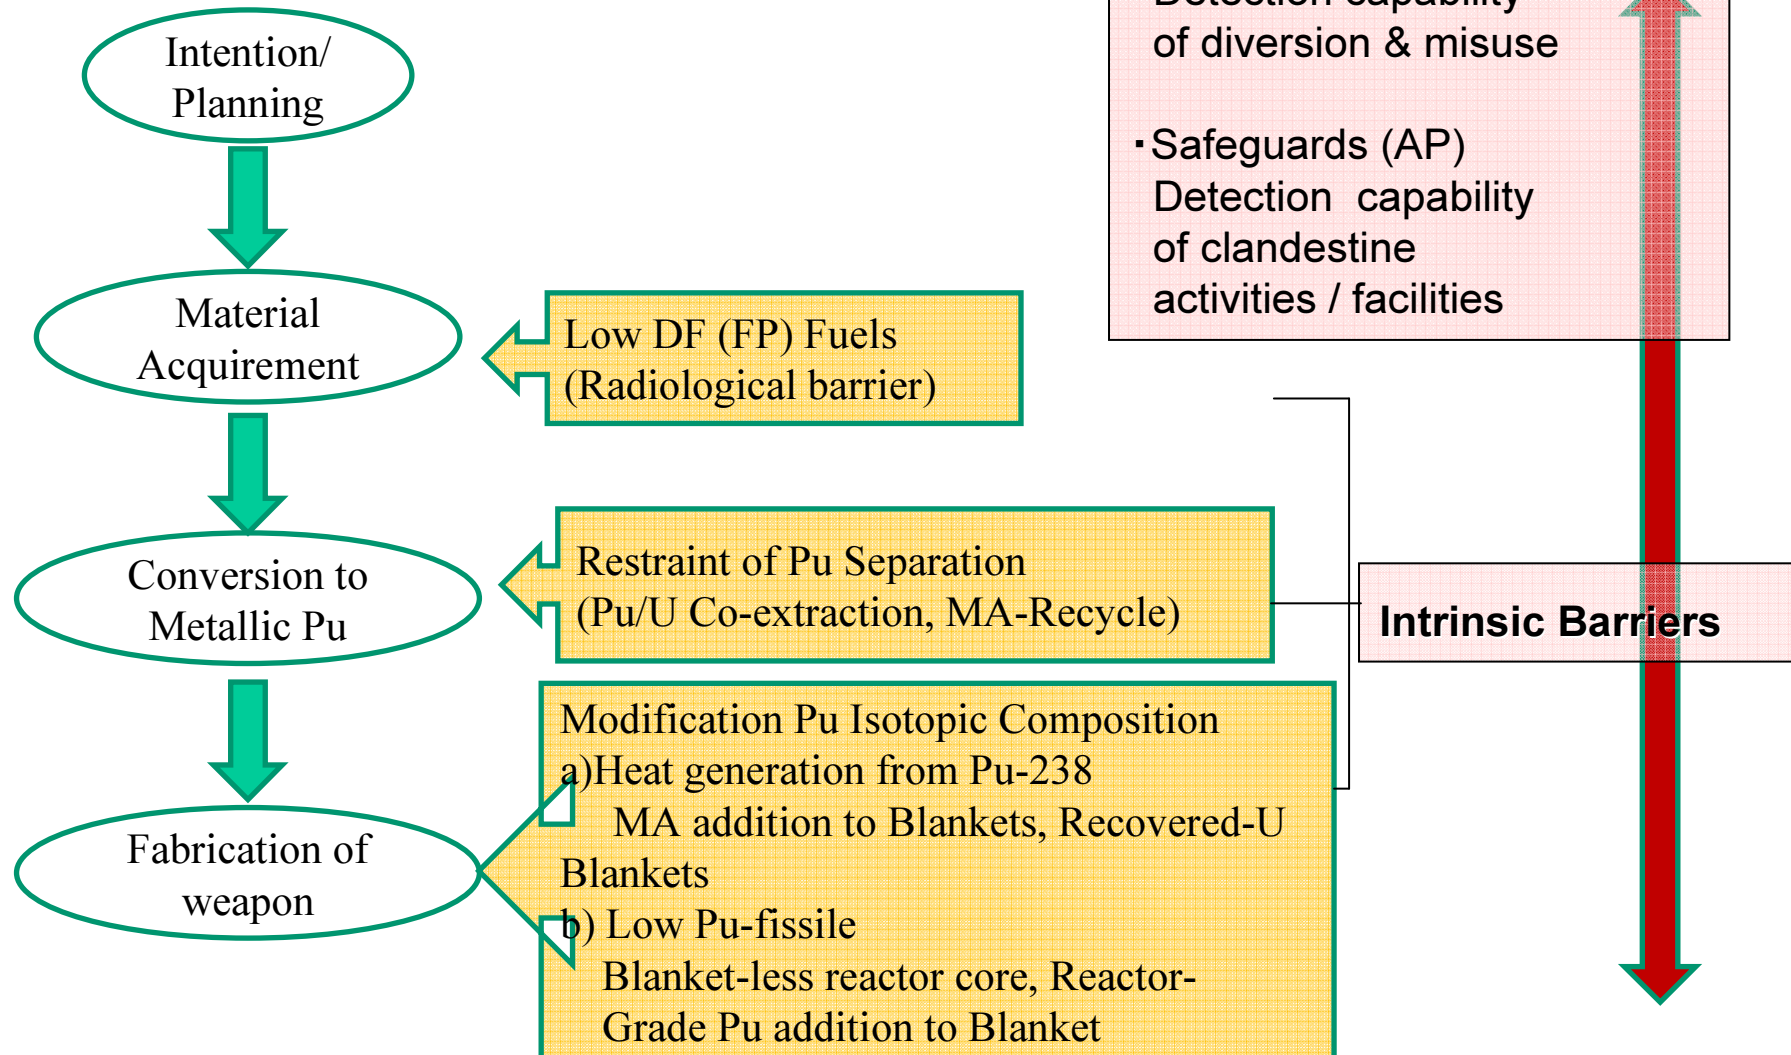 Intention/
Planning
Detection capability
of diversion & misuse
▪Safeguards (AP)
Detection capability
of clandestine
activities / facilities
Material
Acquirement
Low DF (FP) Fuels
(Radiological barrier)
Conversion to
Metallic Pu
Restraint of Pu Separation
(Pu/U Co-extraction, MA-Recycle)
Intrinsic Barriers
Fabrication of
weapon
Modification Pu Isotopic Composition
a)Heat generation from Pu-238
MA addition to Blankets, Recovered-U
Blankets
b) Low Pu-fissile
Blanket-less reactor core, Reactor-
Grade Pu addition to Blanket